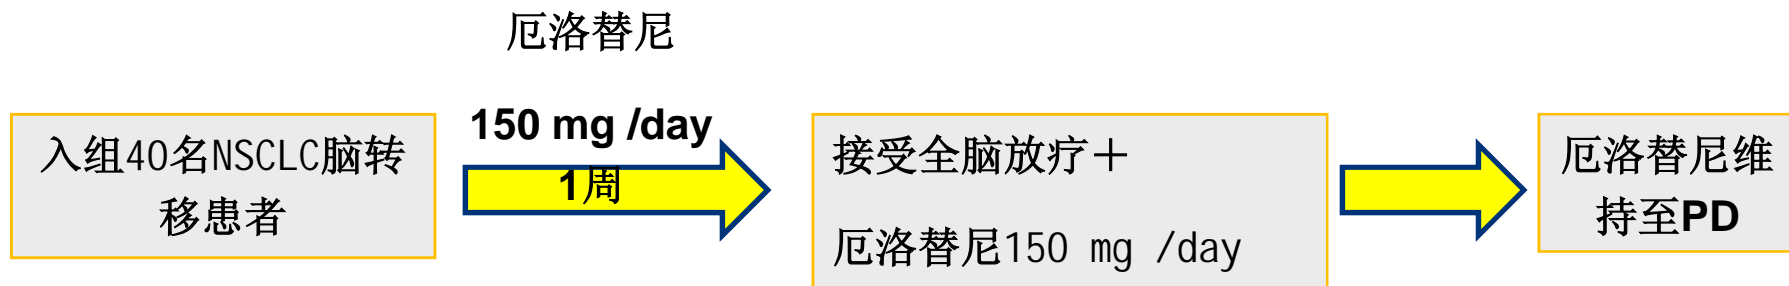 厄洛替尼
150 mg /day
1周
入组40名NSCLC脑转
移患者
接受全脑放疗＋
厄洛替尼150 mg /day
厄洛替尼维
持至PD